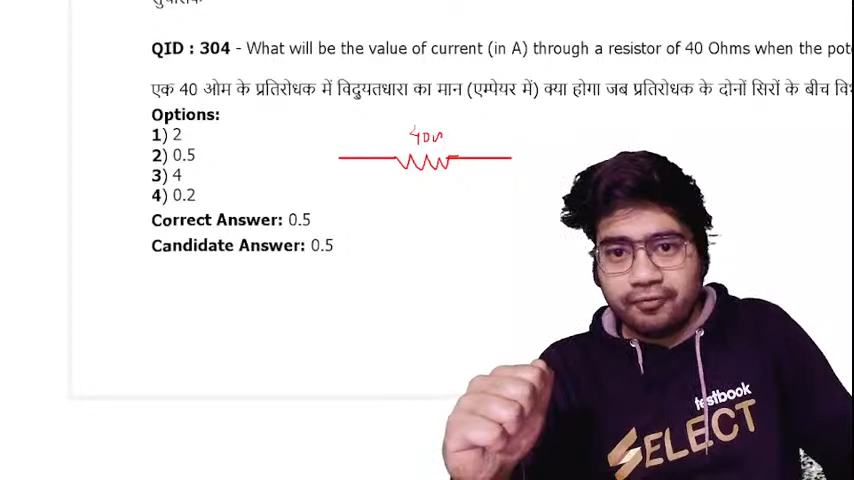 QID : 304 - What will be the value of current (in A) through a resistor of 40 Ohms when the pot
एक 40 ओम के प्रतिरोधक में विद्युतधारा का मान (एम्पेयर में) क्या होगा जब प्रतिरोधक के दोनों सिरों के बीच
Options:
1) 2
2) 0.5
3) 4
4) 0.2
Correct Answer: 0.5
Candidate Answer: 0.5
testbook
SELECT